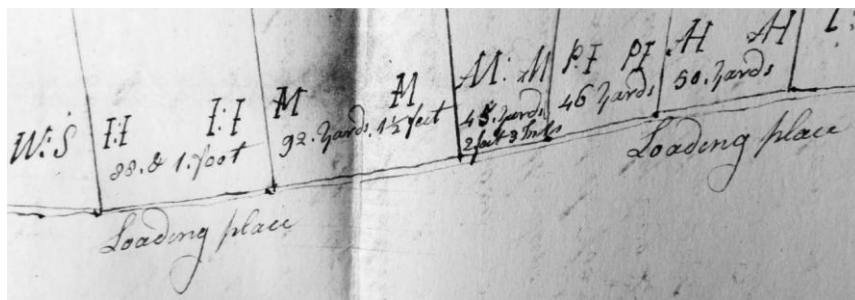 W:S
I:I I:I
88. & 1. foot
M M
92. Yards. 1½ feet
M: M
45. Yards
2 feet 3 Inches
P.I PI
46 Yards
H H
50. Yards
Loading place
Loading place